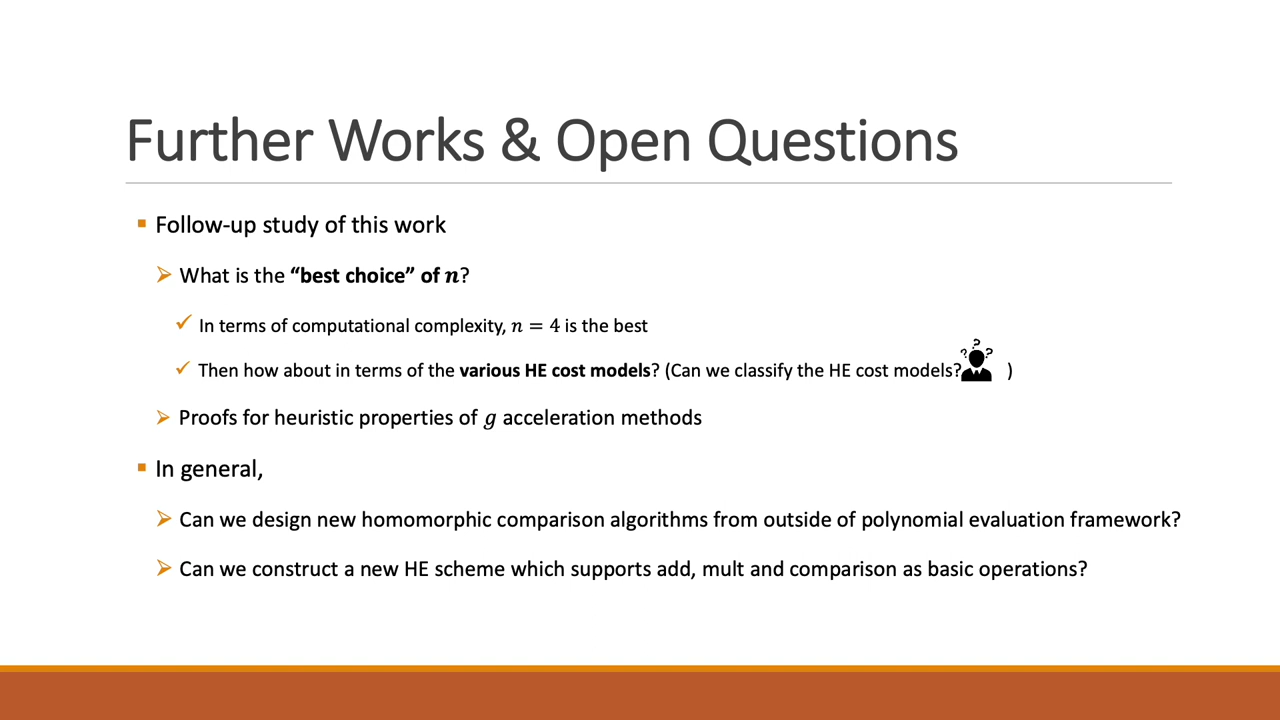 Further Works & Open Questions
Follow-up study of this work
What is the “best choice” of n?
In terms of computational complexity, n = 4 is the best
Then how about in terms of the various HE cost models? (Can we classify the HE cost models? )
Proofs for heuristic properties of g acceleration methods
In general,
Can we design new homomorphic comparison algorithms from outside of polynomial evaluation framework?
Can we construct a new HE scheme which supports add, mult and comparison as basic operations?